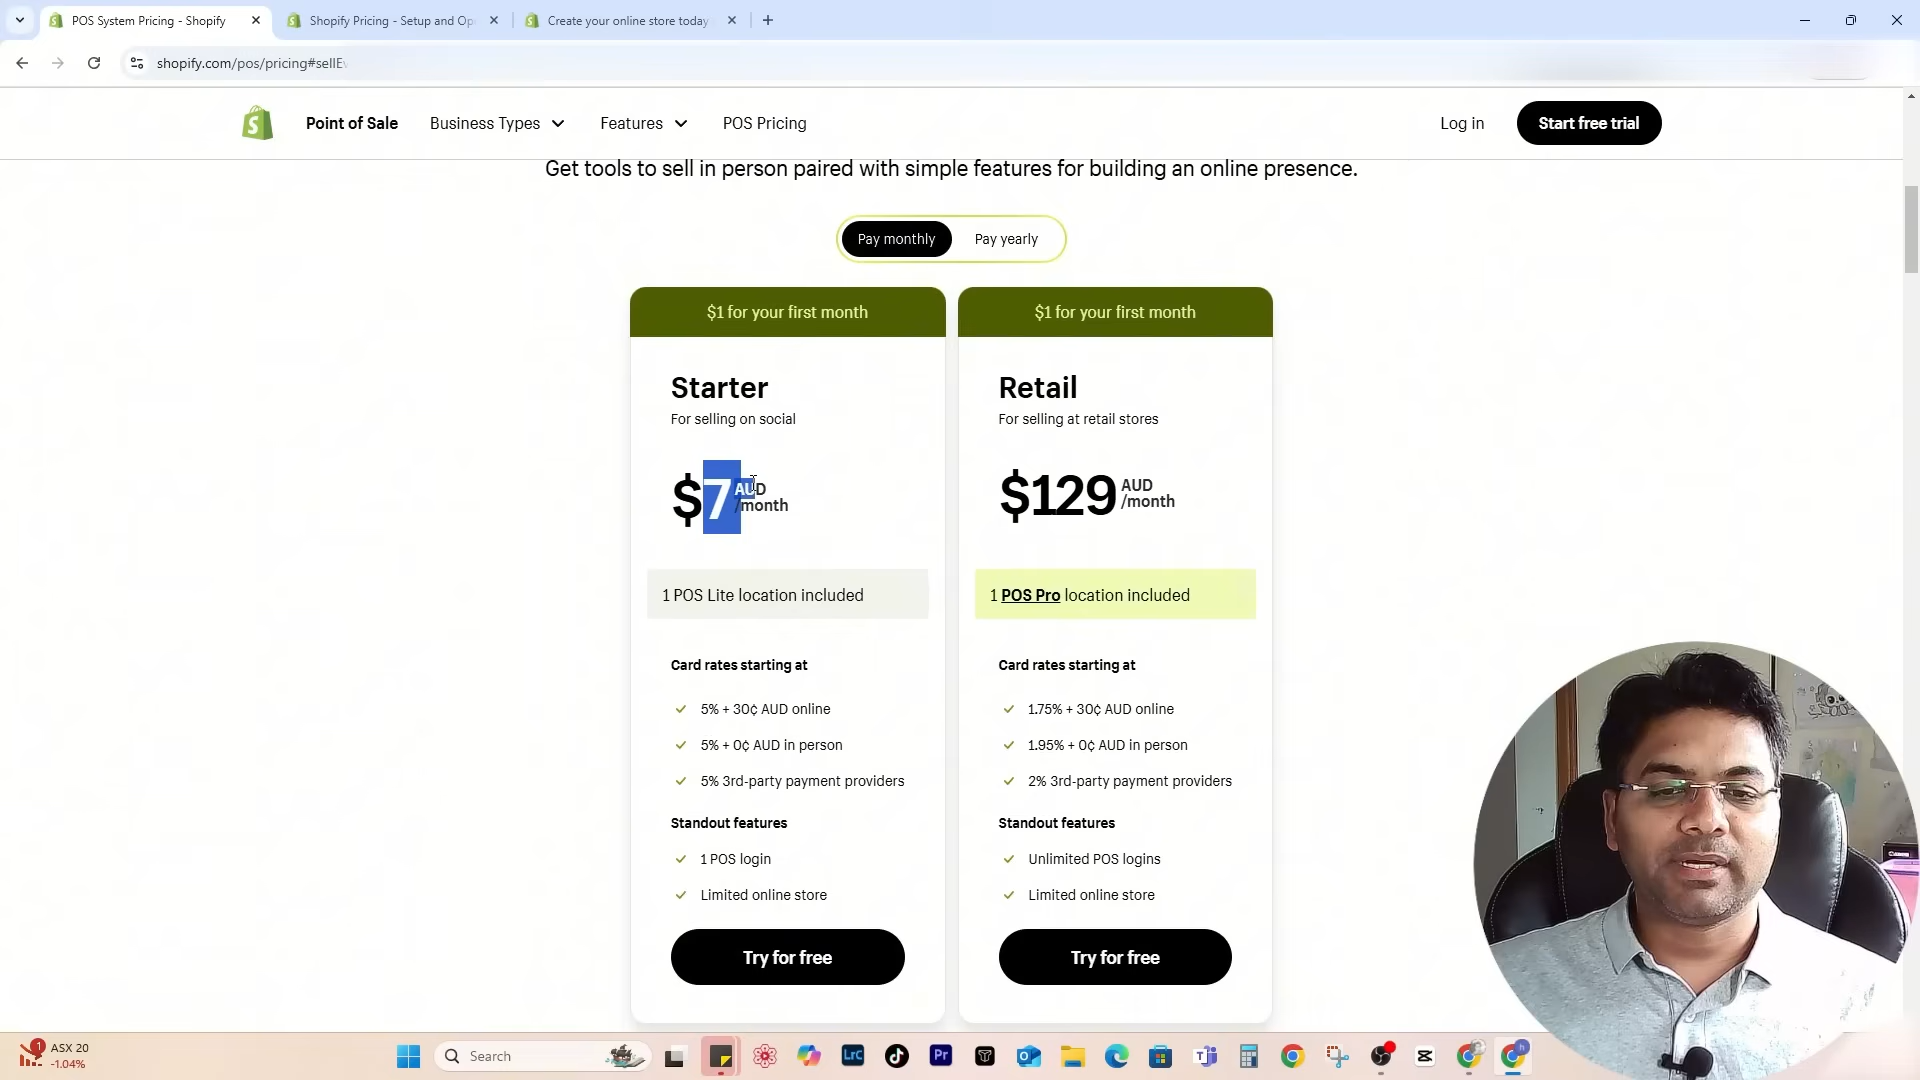 POS System Pricing - Shopify
Shopify Pricing - Setup and Op
Create your online store today
shopify.com/pos/pricing#sellEv
Point of Sale
Business Types
Features
POS Pricing
Log in
Start free trial
Get tools to sell in person paired with simple features for building an online presence.
Pay monthly
Pay yearly
$1 for your first month
Starter
For selling on social
$7 AUD
/month
1 POS Lite location included
Card rates starting at
5% + 30¢ AUD online
5% + 0¢ AUD in person
5% 3rd-party payment providers
Standout features
1 POS login
Limited online store
Try for free
$1 for your first month
Retail
For selling at retail stores
$129 AUD
/month
1 POS Pro location included
Card rates starting at
1.75% + 30¢ AUD online
1.95% + 0¢ AUD in person
2% 3rd-party payment providers
Standout features
Unlimited POS logins
Limited online store
Try for free
1
ASX 20
-1.04%
Search
LrC
Pr